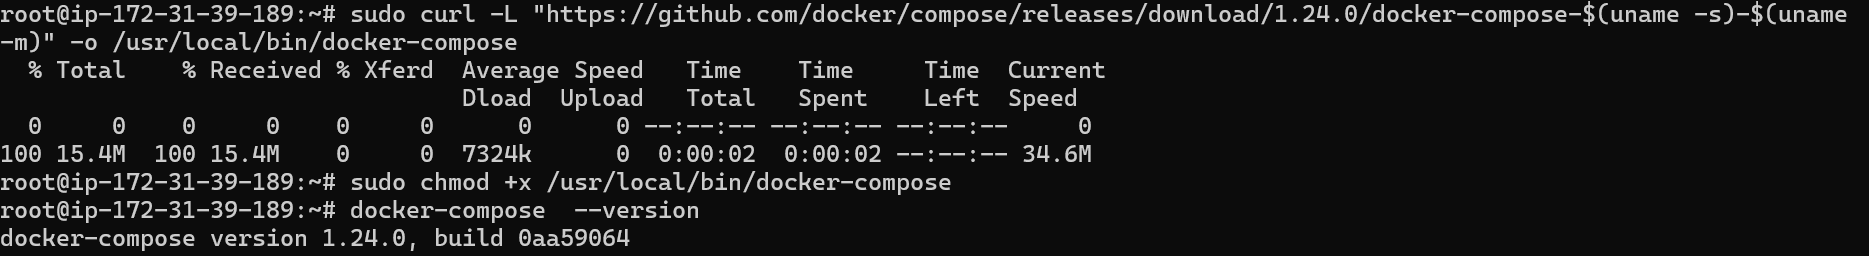 root@ip-172-31-39-189:~# sudo curl -L "https://github.com/docker/compose/releases/download/1.24.0/docker-compose-$(uname -s)-$(uname
-m)" -o /usr/local/bin/docker-compose
  % Total    % Received % Xferd  Average Speed   Time    Time     Time  Current
                                 Dload  Upload   Total   Spent    Left  Speed
  0     0    0     0    0     0      0      0 --:--:-- --:--:-- --:--:--     0
100 15.4M  100 15.4M    0     0  7324k      0  0:00:02  0:00:02 --:--:-- 34.6M
root@ip-172-31-39-189:~# sudo chmod +x /usr/local/bin/docker-compose
root@ip-172-31-39-189:~# docker-compose  --version
docker-compose version 1.24.0, build 0aa59064